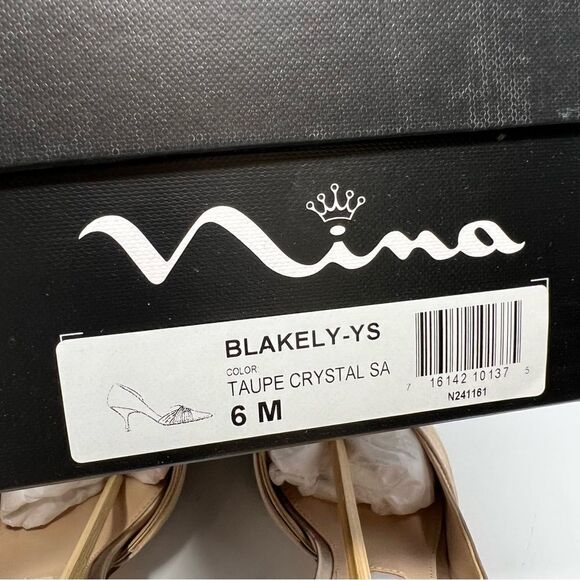 Nina
BLAKELY-YS
COLOR:
TAUPE CRYSTAL SA
6 M
7 16142 10137 5
N241161